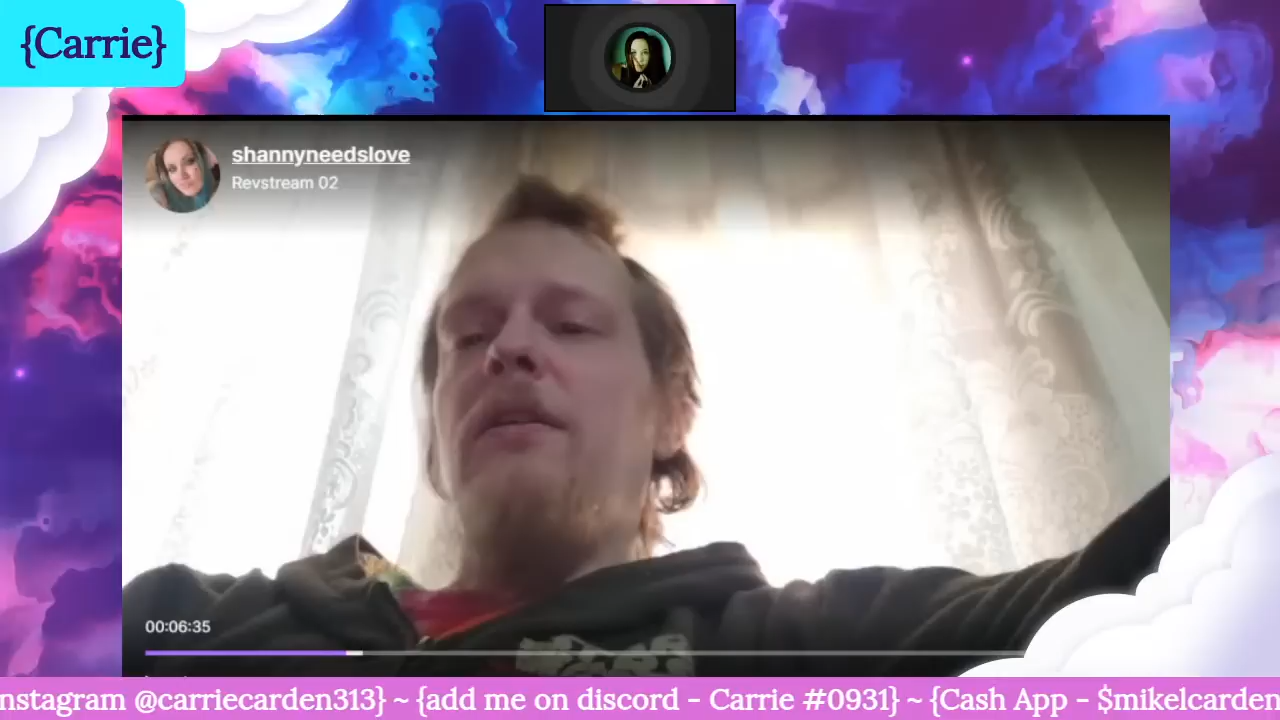 {Carrie}
shannyneedslove
Revstream 02
00:06:35
nstagram @carriecarden313} ~ {add me on discord - Carrie #0931} ~ {Cash App - $mikelcarden